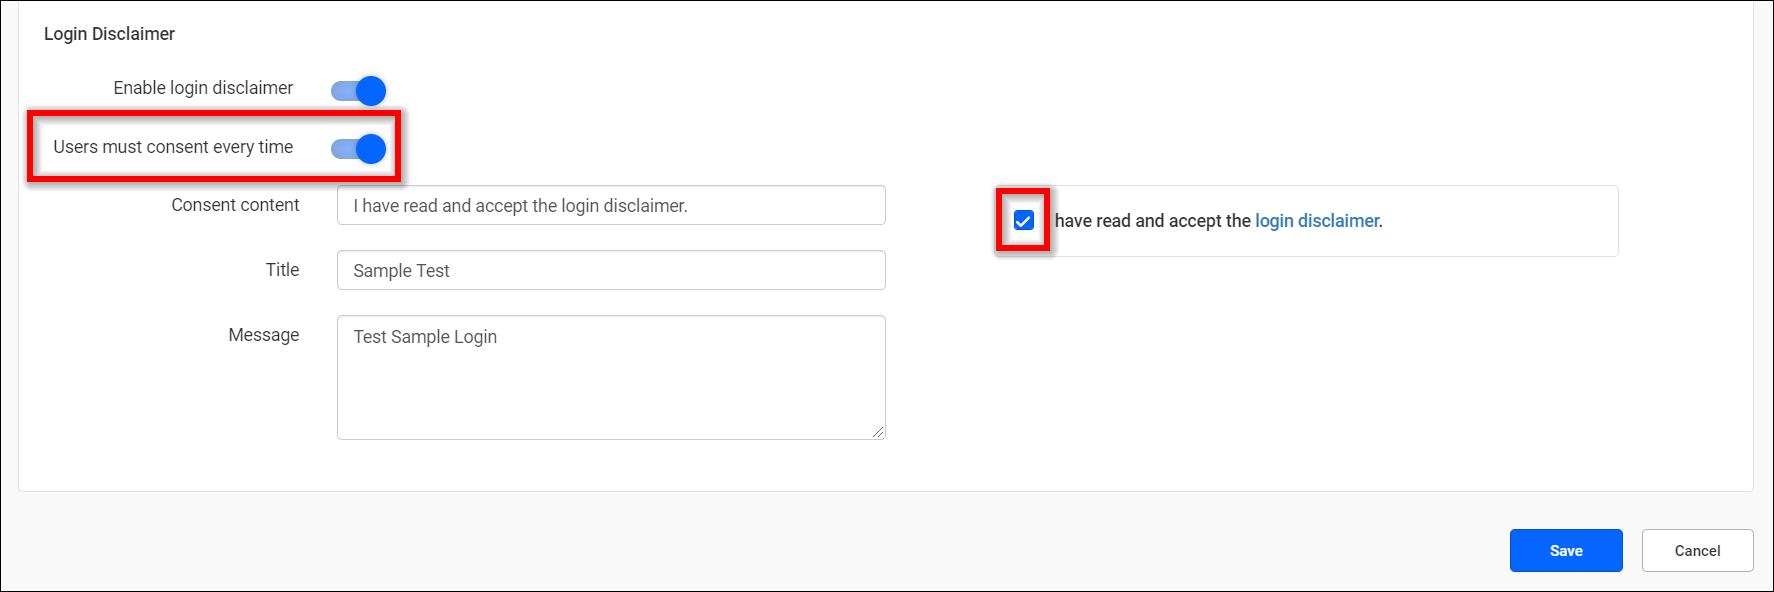 Login Disclaimer
Enable login disclaimer
Users must consent every time
Consent content
I have read and accept the login disclaimer.
have read and accept the login disclaimer.
Title
Sample Test
Message
Test Sample Login
Save
Cancel